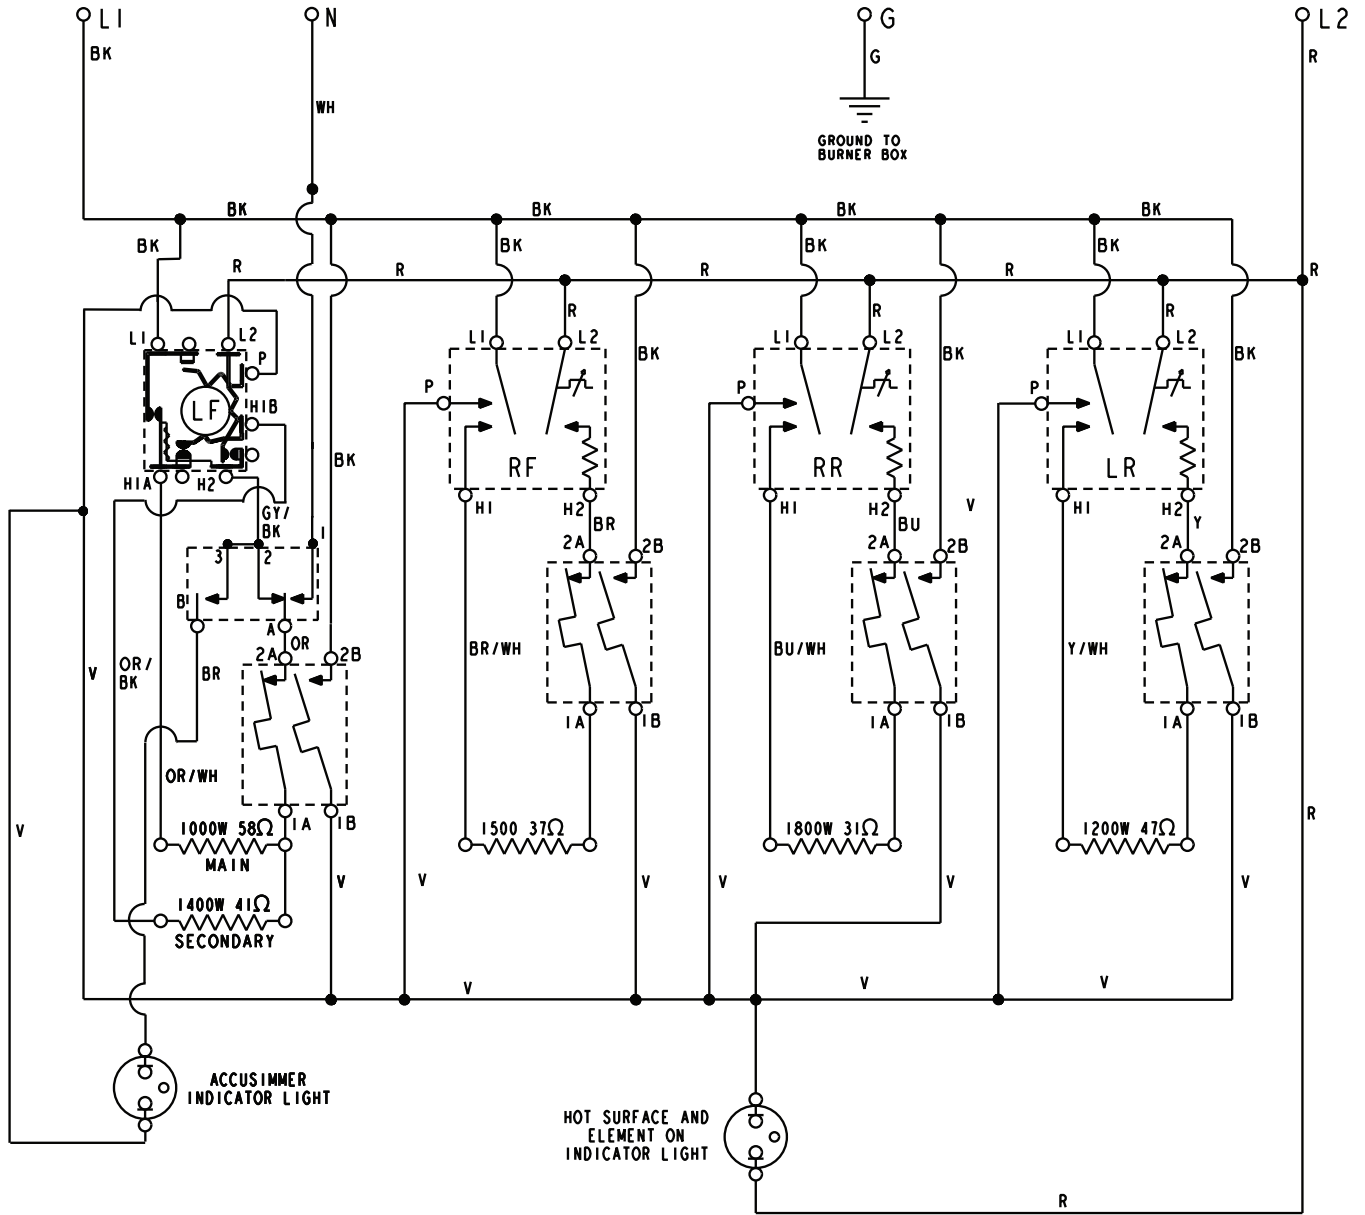 L1 N G L2
BK G R
WH
GROUND TO
BURNER BOX
BK BK BK BK
BK BK BK BK
R R R R R
R R R
L1 L2 L1 L2 L1 L2 L1 L2
P BK BK BK
P P P
H1B
LF
BK RF RR LR
H1A H2
GY/
BK
1
H1 H2 H1 H2 V H1 H2
BR BU Y
3 2 2A 2B 2A 2B 2A 2B
B
A OR
2A 2B
V OR/
BK
BR BR/WH BU/WH Y/WH
1A 1B 1A 1B 1A 1B
OR/WH
V 1A 1B R
1000W 58Ω 1500 37Ω 1800W 31Ω 1200W 47Ω
MAIN
V V V V V V
1400W 41Ω
SECONDARY
V V V
ACCUSIMMER
INDICATOR LIGHT
HOT SURFACE AND
ELEMENT ON
INDICATOR LIGHT
R